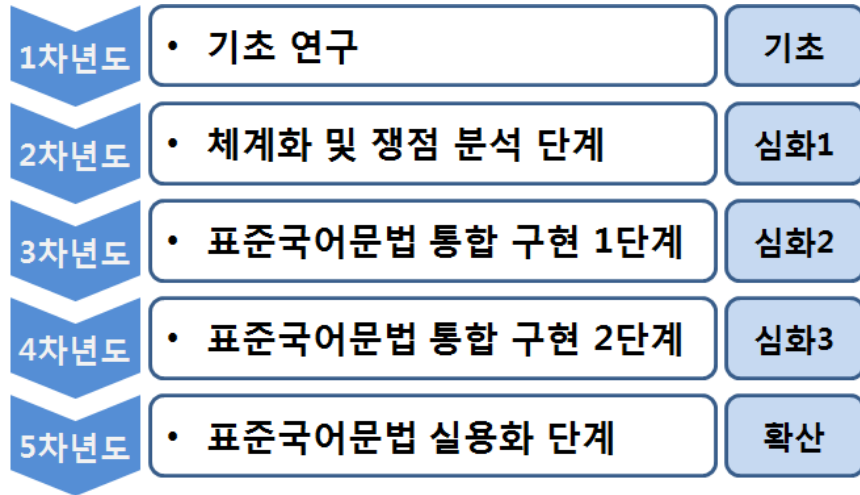 1차년도 • 기초 연구 기초
2차년도 • 체계화 및 쟁점 분석 단계 심화1
3차년도 • 표준국어문법 통합 구현 1단계 심화2
4차년도 • 표준국어문법 통합 구현 2단계 심화3
5차년도 • 표준국어문법 실용화 단계 확산